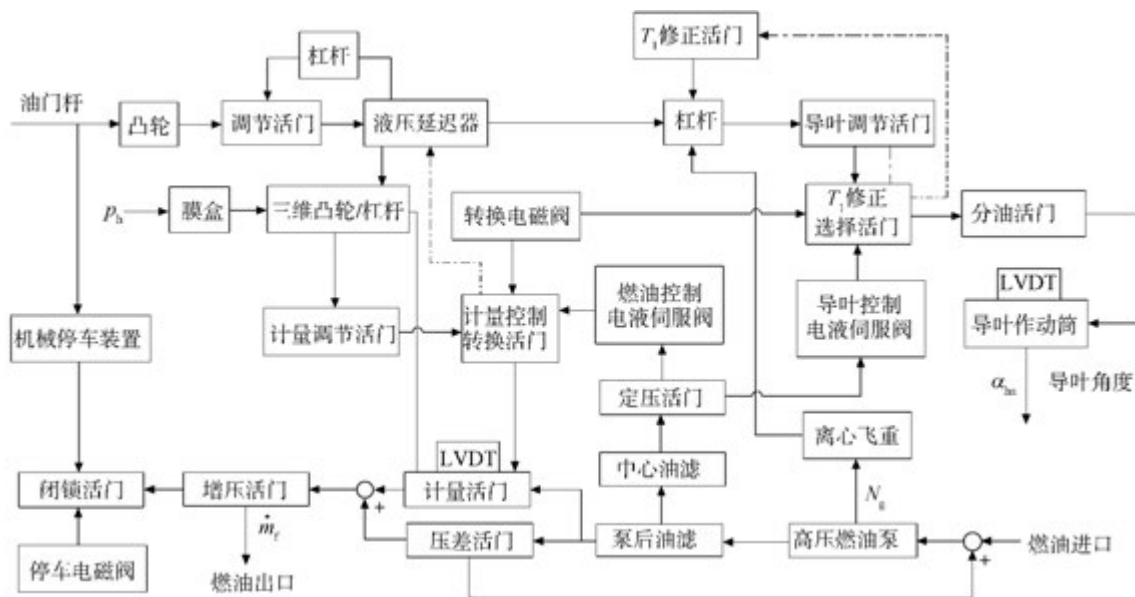 T₁修正活门
杠杆
油门杆
凸轮
调节活门
液压延迟器
杠杆
导叶调节活门
pₕ
膜盒
三维凸轮/杠杆
转换电磁阀
T₁修正
选择活门
分油活门
机械停车装置
计量调节活门
计量控制
转换活门
燃油控制
电液伺服阀
导叶控制
电液伺服阀
LVDT
导叶作动筒
αₕₙ
导叶角度
定压活门
离心飞重
中心油滤
N_g
LVDT
闭锁活门
增压活门
+
计量活门
ṁ_f
压差活门
泵后油滤
高压燃油泵
+
燃油进口
停车电磁阀
燃油出口